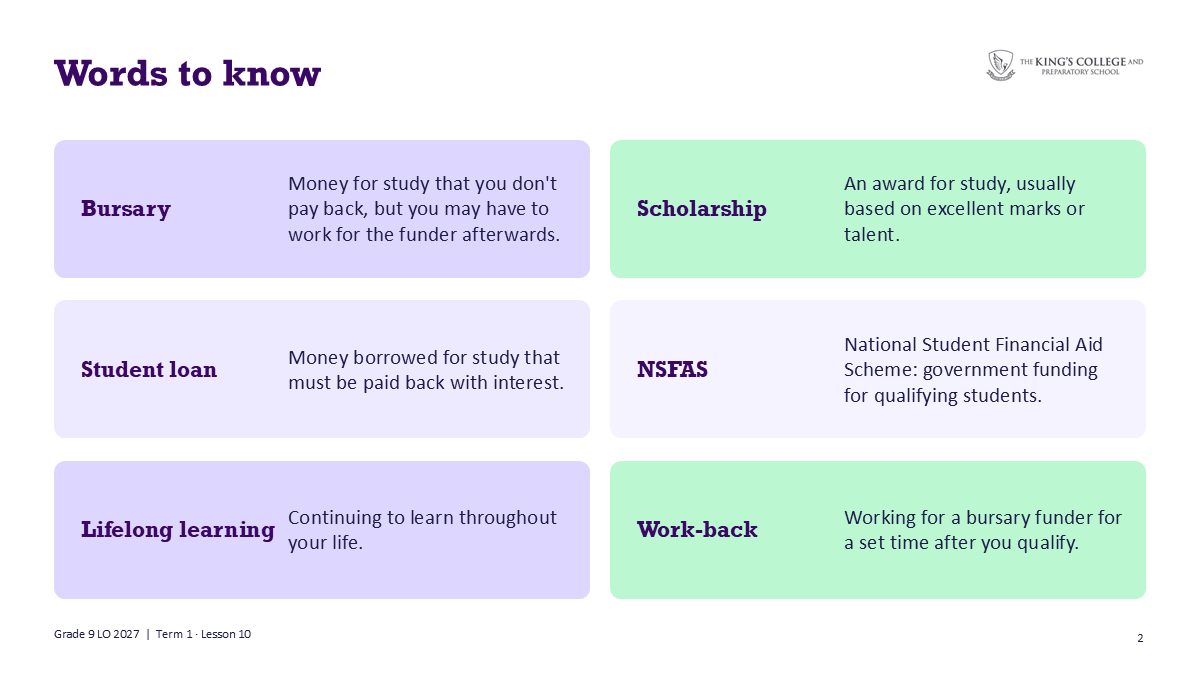 Words to know
THE KING'S COLLEGE AND
PREPARATORY SCHOOL
Bursary
Money for study that you don't
pay back, but you may have to
work for the funder afterwards.
Scholarship
An award for study, usually
based on excellent marks or
talent.
Student loan
Money borrowed for study that
must be paid back with interest.
NSFAS
National Student Financial Aid
Scheme: government funding
for qualifying students.
Lifelong learning
Continuing to learn throughout
your life.
Work-back
Working for a bursary funder for
a set time after you qualify.
Grade 9 LO 2027 | Term 1 · Lesson 10
2